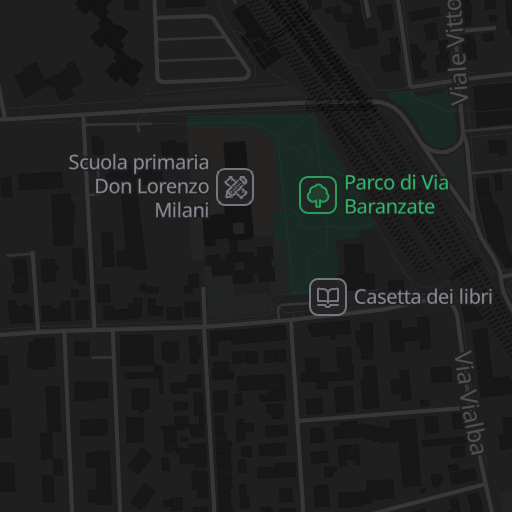 Viale Vitto
Scuola primaria
Don Lorenzo
Milani
Parco di Via
Baranzate
Casetta dei libri
Via Vialba